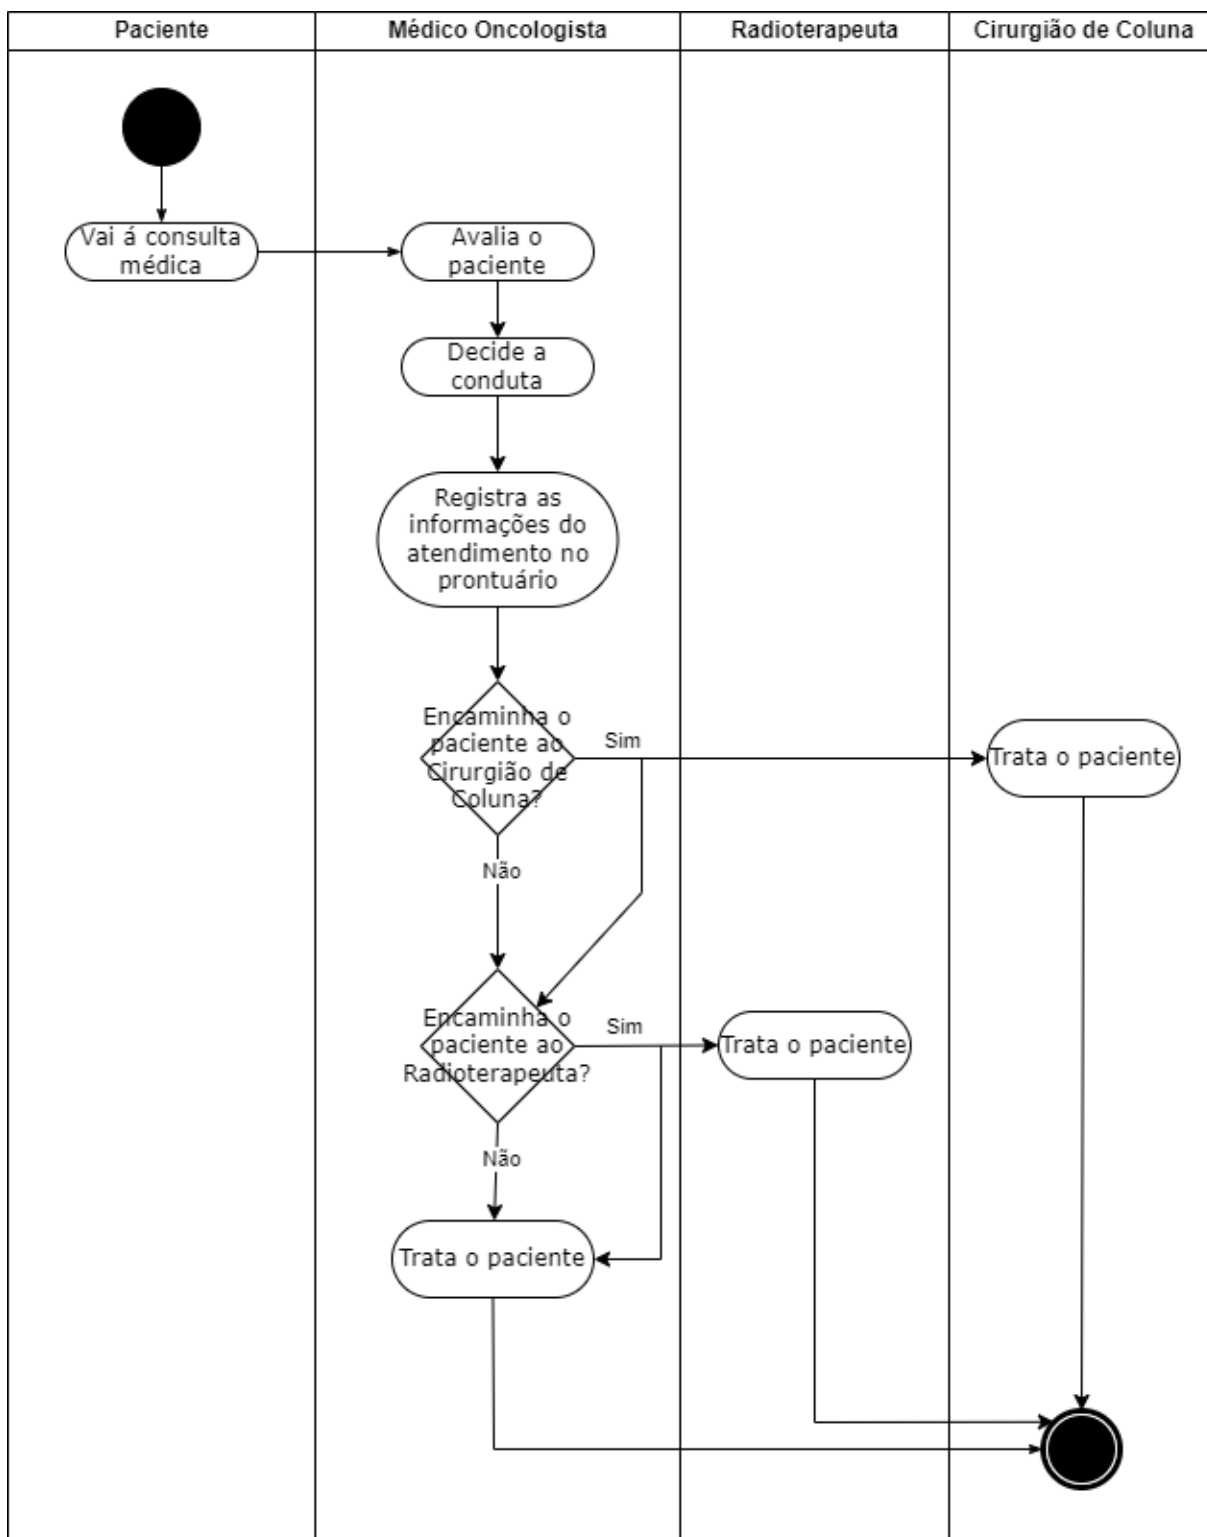 Paciente
Médico Oncologista
Radioterapeuta
Cirurgião de Coluna
Vai á consulta
médica
Avalia o
paciente
Decide a
conduta
Registra as
informações do
atendimento no
prontuário
Encaminha o
paciente ao
Cirurgião de
Coluna?
Sim
Trata o paciente
Não
Encaminha o
paciente ao
Radioterapeuta?
Sim
Trata o paciente
Não
Trata o paciente